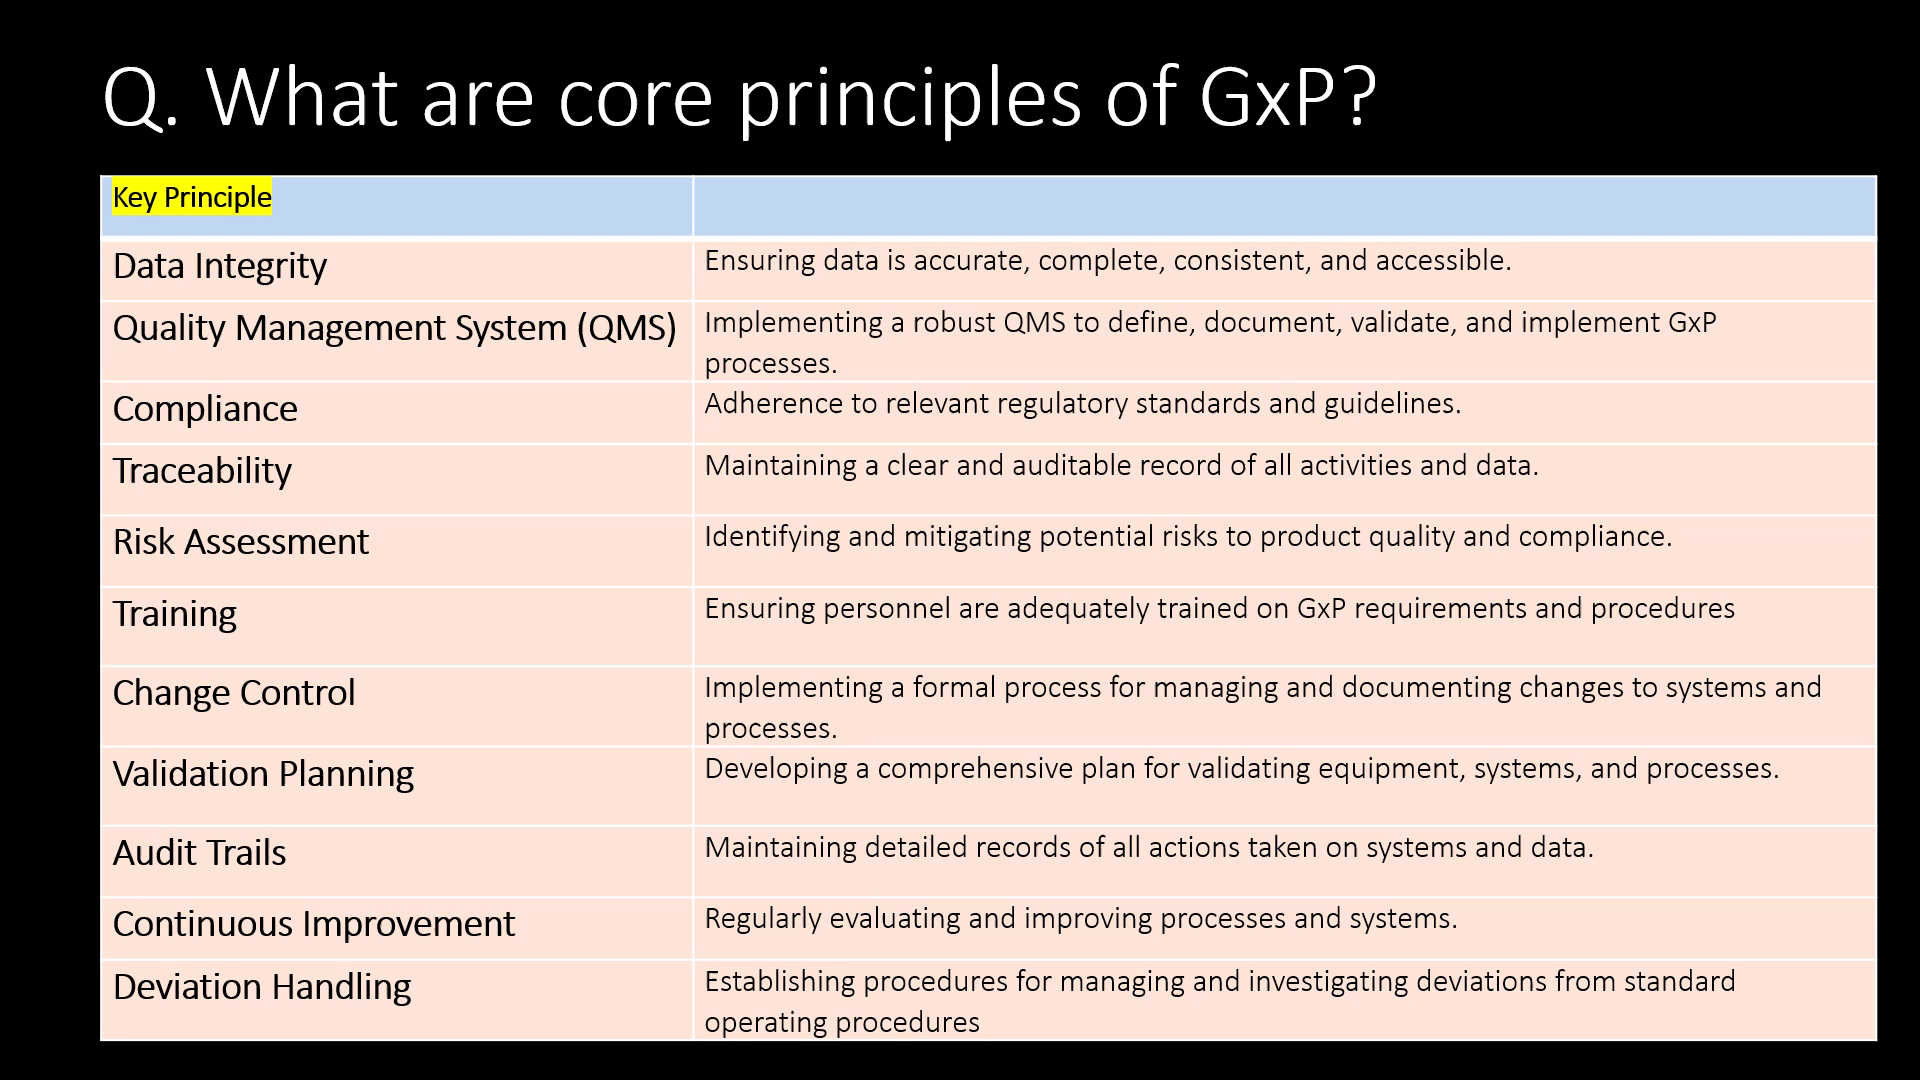 Q. What are core principles of GxP?
Key Principle
Data Integrity
Ensuring data is accurate, complete, consistent, and accessible.
Quality Management System (QMS)
Implementing a robust QMS to define, document, validate, and implement GxP
processes.
Compliance
Adherence to relevant regulatory standards and guidelines.
Traceability
Maintaining a clear and auditable record of all activities and data.
Risk Assessment
Identifying and mitigating potential risks to product quality and compliance.
Training
Ensuring personnel are adequately trained on GxP requirements and procedures
Change Control
Implementing a formal process for managing and documenting changes to systems and
processes.
Validation Planning
Developing a comprehensive plan for validating equipment, systems, and processes.
Audit Trails
Maintaining detailed records of all actions taken on systems and data.
Continuous Improvement
Regularly evaluating and improving processes and systems.
Deviation Handling
Establishing procedures for managing and investigating deviations from standard
operating procedures